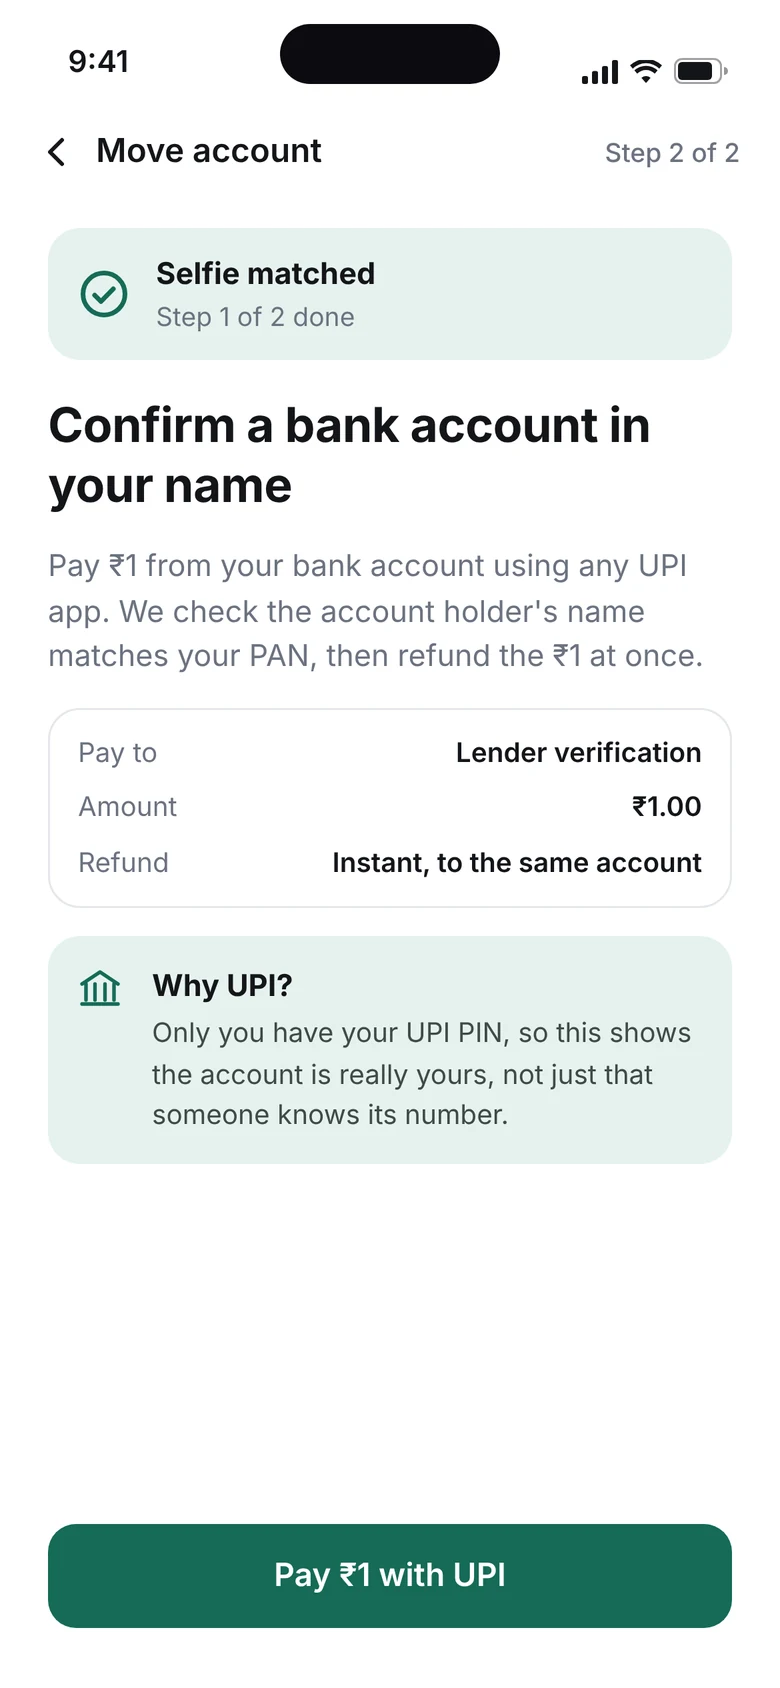 9:41
Move account
Step 2 of 2
Selfie matched
Step 1 of 2 done
Confirm a bank account in
your name
Pay ₹1 from your bank account using any UPI
app. We check the account holder's name
matches your PAN, then refund the ₹1 at once.
Pay to
Lender verification
Amount
₹1.00
Refund
Instant, to the same account
Why UPI?
Only you have your UPI PIN, so this shows
the account is really yours, not just that
someone knows its number.
Pay ₹1 with UPI